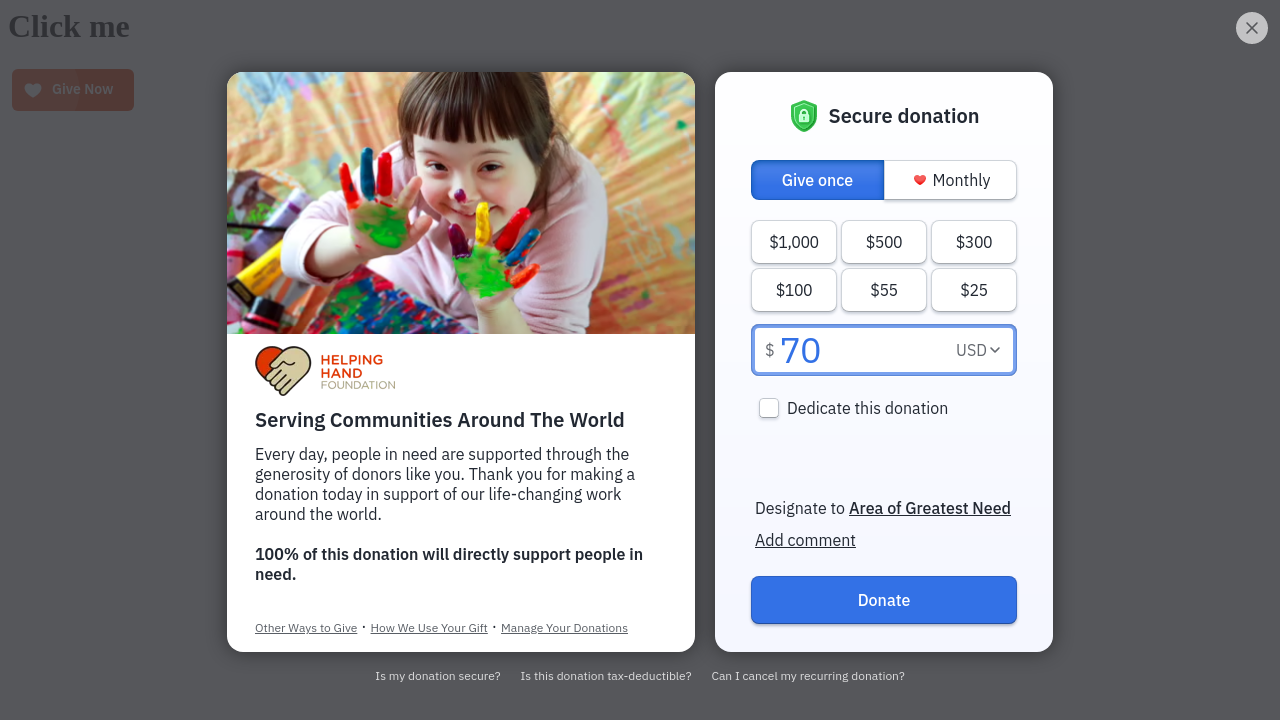 Click me
Give Now
HELPING
HAND
FOUNDATION
Serving Communities Around The World
Every day, people in need are supported through the
generosity of donors like you. Thank you for making a
donation today in support of our life-changing work
around the world.
100% of this donation will directly support people in
need.
Other Ways to Give • How We Use Your Gift • Manage Your Donations
Secure donation
Give once Monthly
$1,000 $500 $300
$100 $55 $25
$ 70 USD
Dedicate this donation
Designate to Area of Greatest Need
Add comment
Donate
Is my donation secure? Is this donation tax-deductible? Can I cancel my recurring donation?